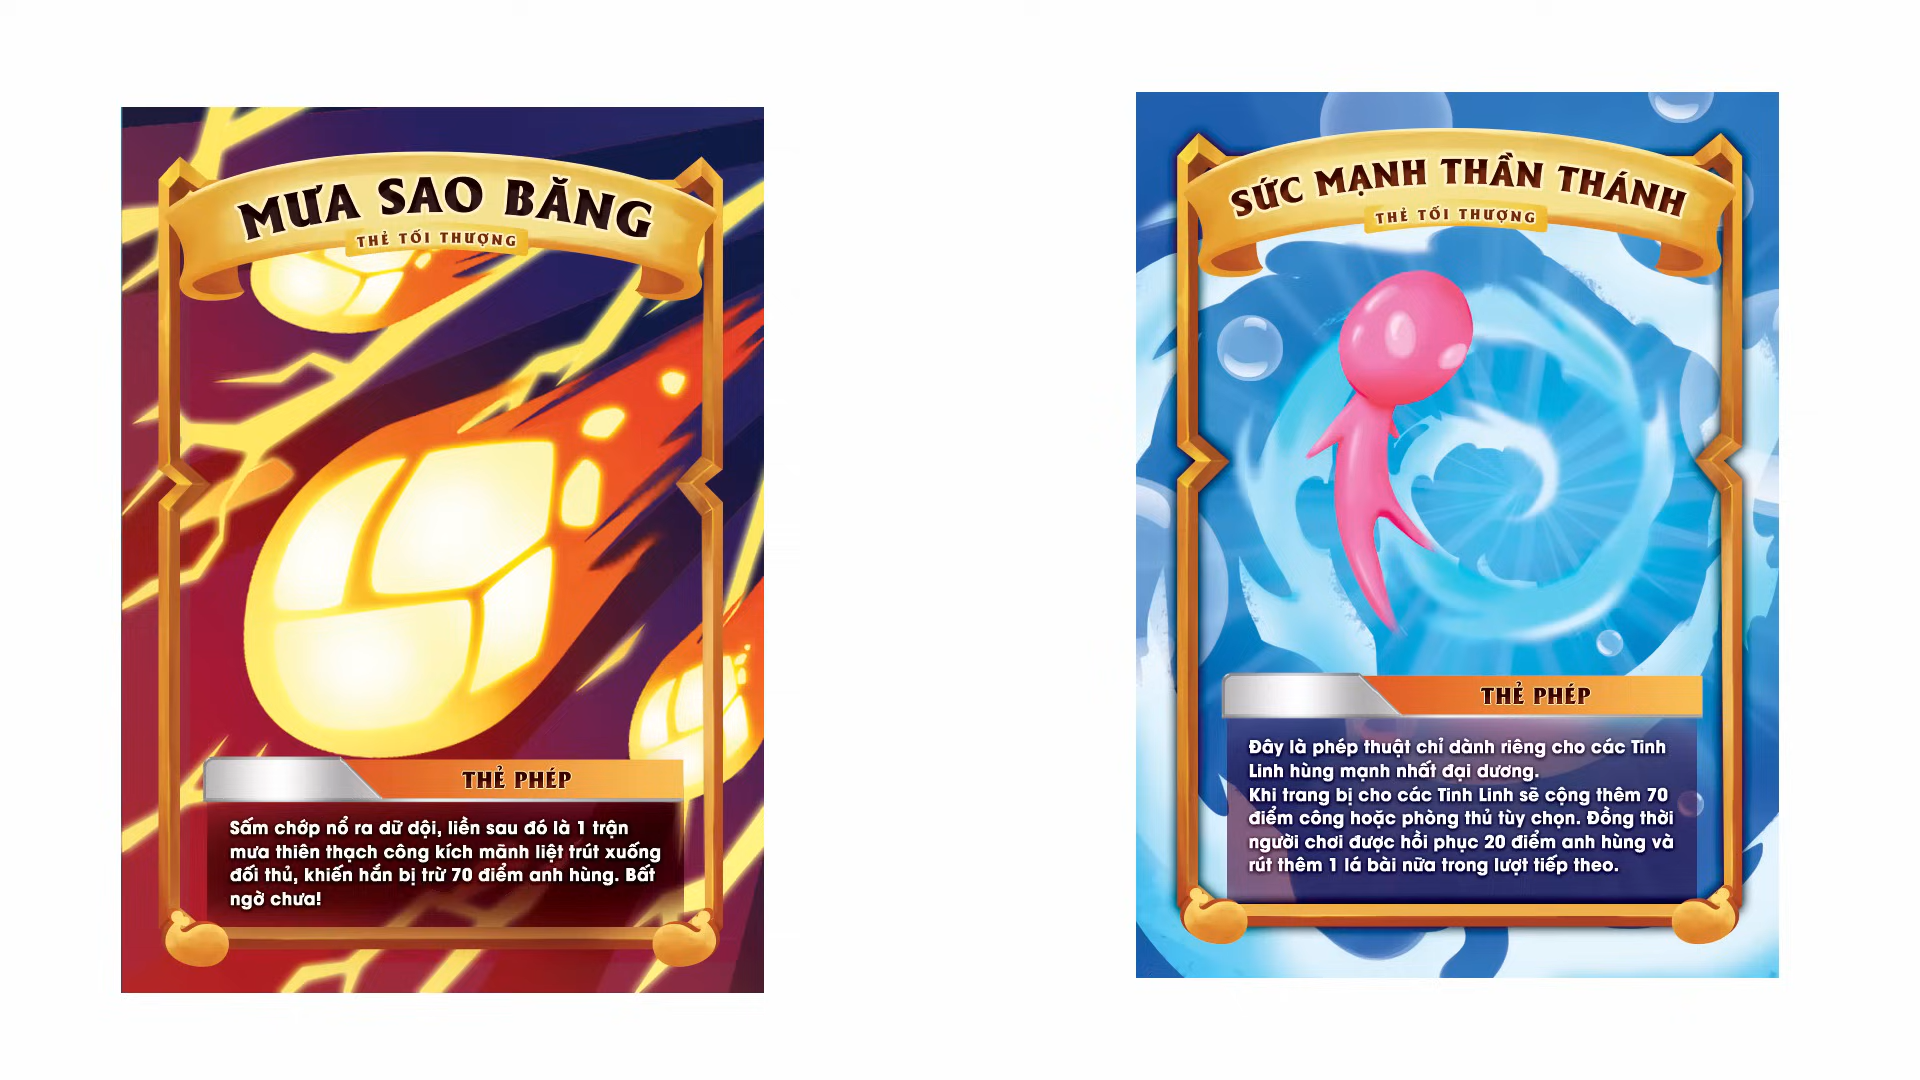 MƯA SAO BĂNG
THẺ TỐI THƯỢNG
THẺ PHÉP
Sấm chớp nổ ra dữ dội, liền sau đó là 1 trận
mưa thiên thạch công kích mãnh liệt trút xuống
đối thủ, khiến hắn bị trừ 70 điểm anh hùng. Bất
ngờ chưa!
SỨC MẠNH THẦN THÁNH
THẺ TỐI THƯỢNG
THẺ PHÉP
Đây là phép thuật chỉ dành riêng cho các Tinh
Linh hùng mạnh nhất đại dương.
Khi trang bị cho các Tinh Linh sẽ cộng thêm 70
điểm công hoặc phòng thủ tùy chọn. Đồng thời
người chơi được hồi phục 20 điểm anh hùng và
rút thêm 1 lá bài nữa trong lượt tiếp theo.